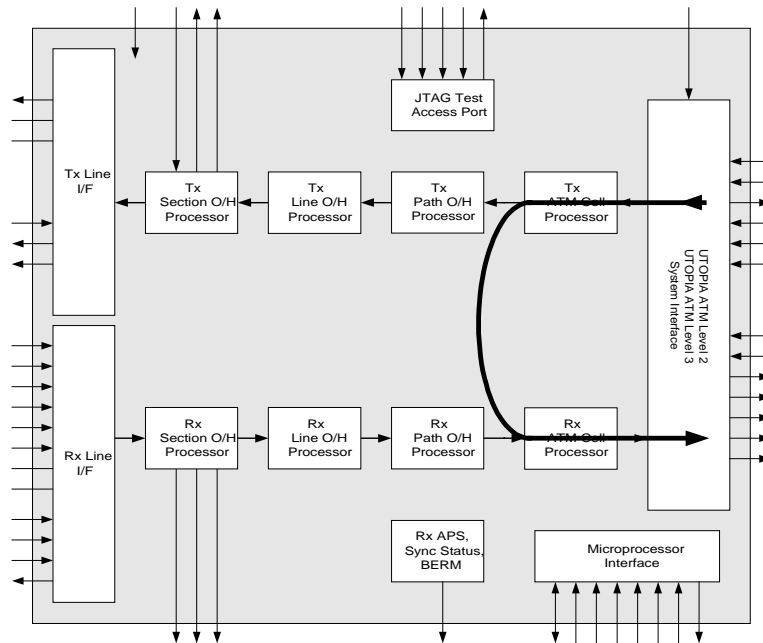 JTAG Test
Access Port
Tx Line
I/F
Tx
Section O/H
Processor
Tx
Line O/H
Processor
Tx
Path O/H
Processor
Tx
ATM Cell
Processor
UTOPIA ATM Level 2
UTOPIA ATM Level 3
System Interface
Rx Line
I/F
Rx
Section O/H
Processor
Rx
Line O/H
Processor
Rx
Path O/H
Processor
Rx
ATM Cell
Processor
Rx APS,
Sync Status,
BERM
Microprocessor
Interface